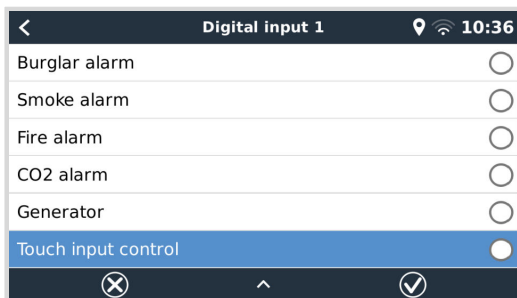 Digital input 1 10:36
Burglar alarm
Smoke alarm
Fire alarm
CO2 alarm
Generator
Touch input control